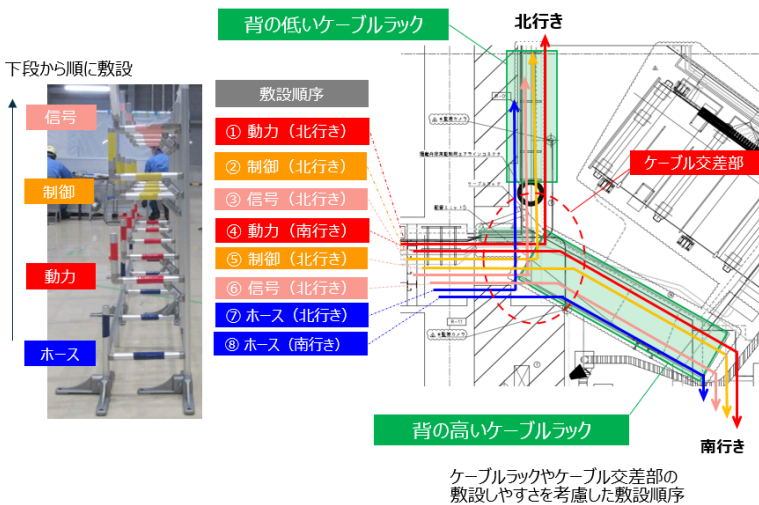 背の低いケーブルラック
北行き
下段から順に敷設
信号
制御
動力
ホース
敷設順序
① 動力（北行き）
② 制御（北行き）
③ 信号（北行き）
④ 動力（南行き）
⑤ 制御（北行き）
⑥ 信号（北行き）
⑦ ホース（北行き）
⑧ ホース（南行き）
ケーブル交差部
背の高いケーブルラック
南行き
ケーブルラックやケーブル交差部の
敷設しやすさを考慮した敷設順序